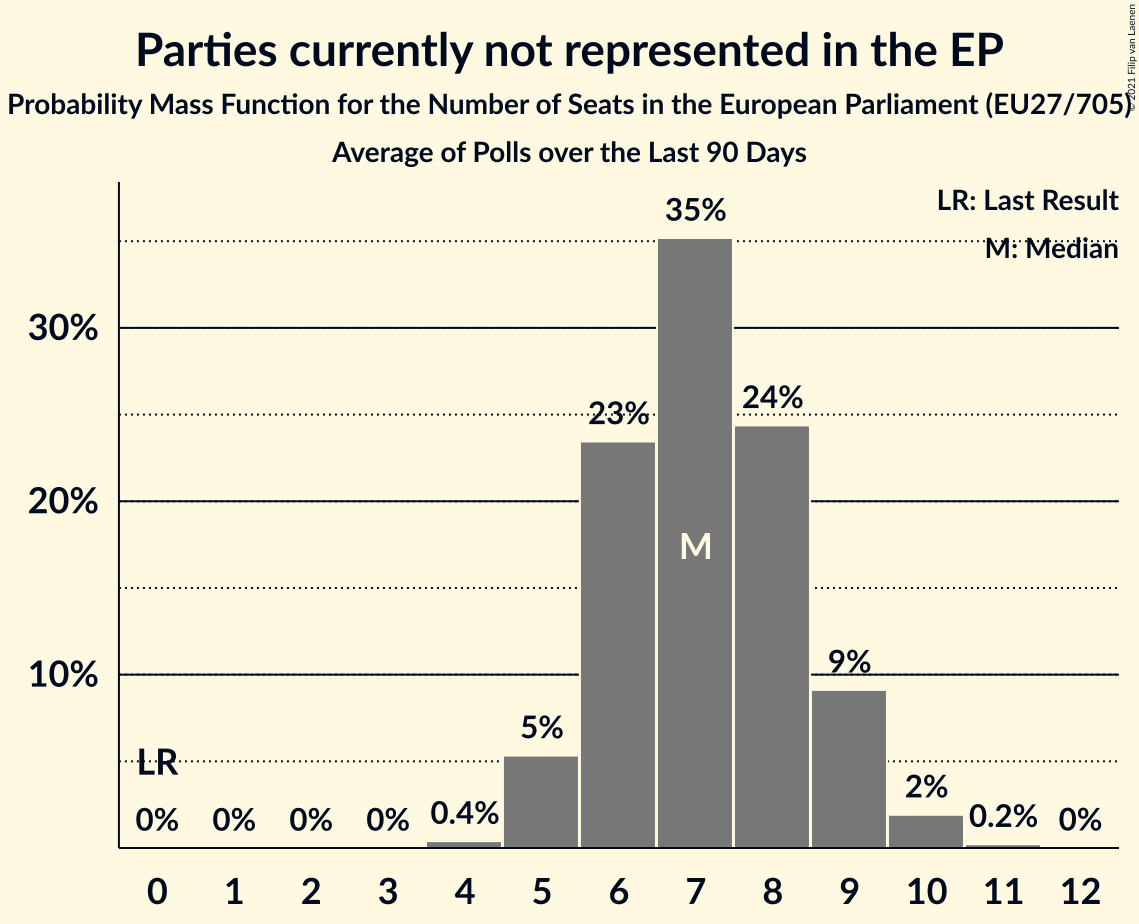 Parties currently not represented in the EP
Probability Mass Function for the Number of Seats in the European Parliament (EU27/705)
Average of Polls over the Last 90 Days
© 2021 Filip van Laenen
LR: Last Result
M: Median
35%
30%
23%
24%
20%
M
10%
9%
5%
LR
2%
0%
0%
0%
0%
0.4%
0.2%
0%
0 1 2 3 4 5 6 7 8 9 10 11 12